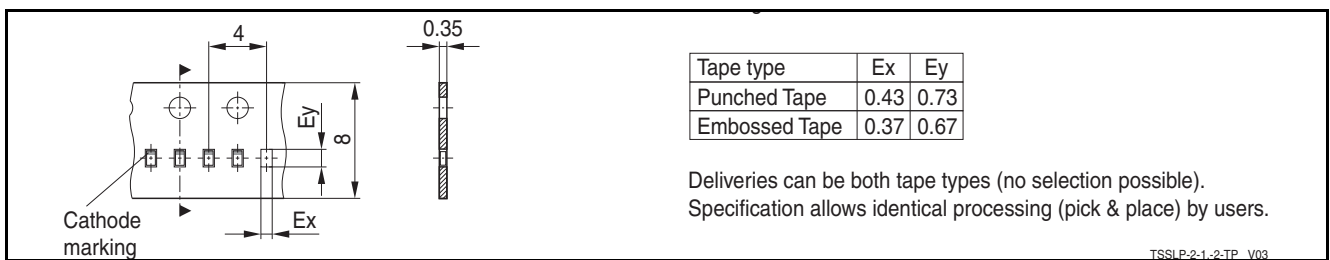 4
0.35
Ey
8
Ex
Cathode
marking
Tape type Ex Ey
Punched Tape 0.43 0.73
Embossed Tape 0.37 0.67
Deliveries can be both tape types (no selection possible).
Specification allows identical processing (pick & place) by users.
TSSLP-2-1,-2-TP V03